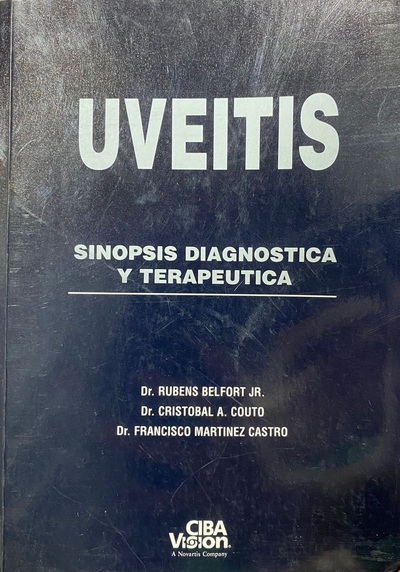 UVEITIS
SINOPSIS DIAGNOSTICA
Y TERAPEUTICA
Dr. RUBENS BELFORT JR.
Dr. CRISTOBAL A. COUTO
Dr. FRANCISCO MARTINEZ CASTRO
CIBA
Vision®
A Novartis Company